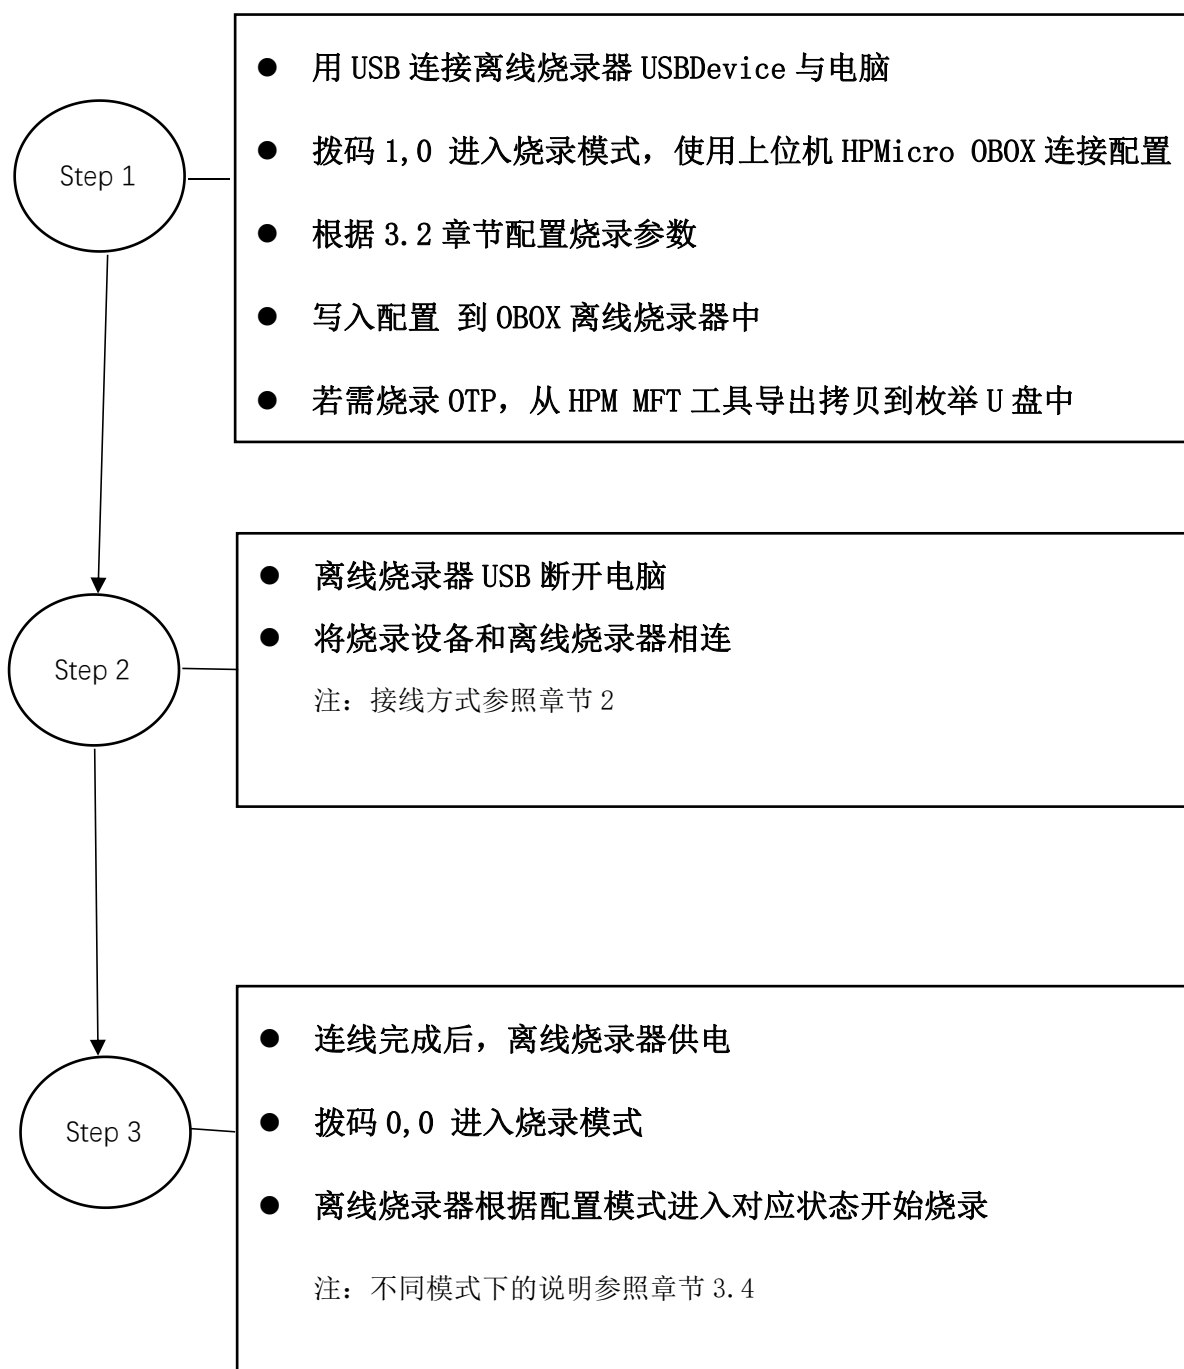 Step 1
● 用 USB 连接离线烧录器 USBDevice 与电脑
● 拨码 1,0 进入烧录模式，使用上位机 HPMicro OBOX 连接配置
● 根据 3.2 章节配置烧录参数
● 写入配置 到 OBOX 离线烧录器中
● 若需烧录 OTP，从 HPM MFT 工具导出拷贝到枚举 U 盘中
Step 2
● 离线烧录器 USB 断开电脑
● 将烧录设备和离线烧录器相连
注：接线方式参照章节 2
Step 3
● 连线完成后，离线烧录器供电
● 拨码 0,0 进入烧录模式
● 离线烧录器根据配置模式进入对应状态开始烧录
注：不同模式下的说明参照章节 3.4